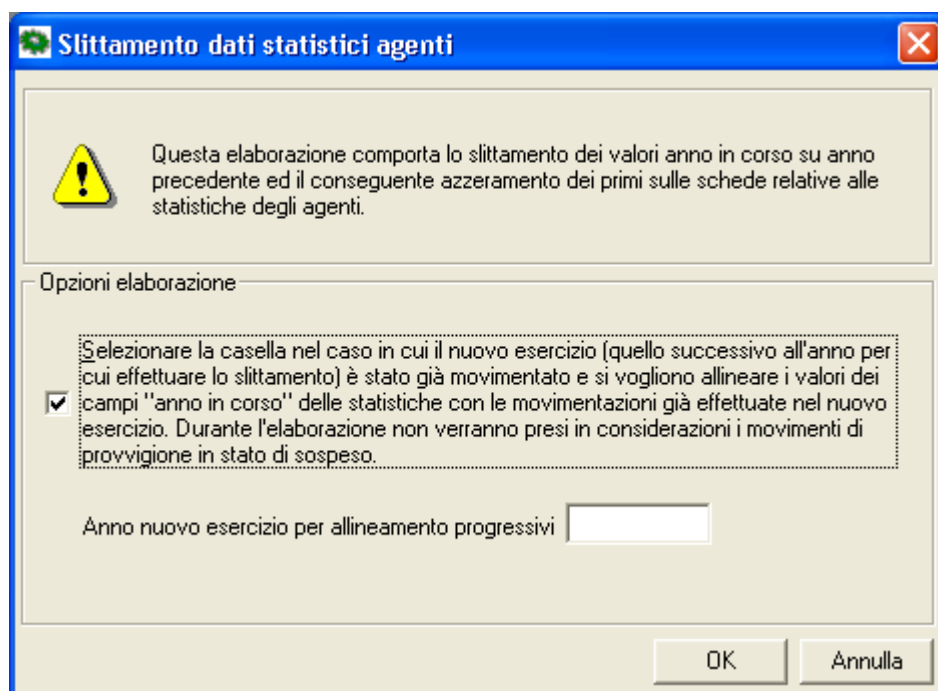 Slittamento dati statistici agenti
Questa elaborazione comporta lo slittamento dei valori anno in corso su anno
precedente ed il conseguente azzeramento dei primi sulle schede relative alle
statistiche degli agenti.
Opzioni elaborazione
Selezionare la casella nel caso in cui il nuovo esercizio (quello successivo all'anno per
cui effettuare lo slittamento) è stato già movimentato e si vogliono allineare i valori dei
campi "anno in corso" delle statistiche con le movimentazioni già effettuate nel nuovo
esercizio. Durante l'elaborazione non verranno presi in considerazioni i movimenti di
provvigione in stato di sospeso.
Anno nuovo esercizio per allineamento progressivi
OK
Annulla